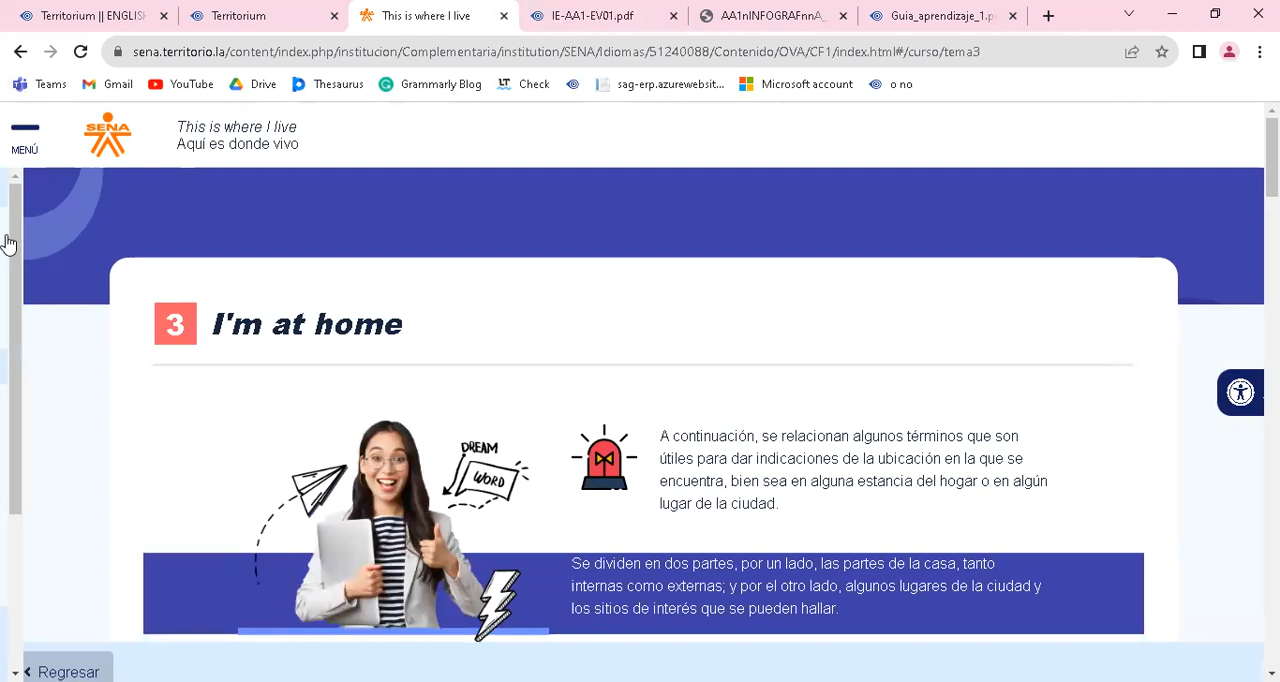 Territorium || ENGLIS
Territorium
This is where I live
IE-AA1-EV01.pdf
AA1nINFOGRAFnnA_
Guia_aprendizaje_1.p
sena.territorio.la/content/index.php/institucion/Complementaria/institution/SENA/Idiomas/51240088/Contenido/OVA/CF1/index.html#/curso/tema3
Teams
Gmail
YouTube
Drive
Thesaurus
Grammarly Blog
LT Check
sag-erp.azurewebsit...
Microsoft account
o no
MENÚ
SENA
This is where I live
Aquí es donde vivo
3 I'm at home
DREAM
WORD
A continuación, se relacionan algunos términos que son
útiles para dar indicaciones de la ubicación en la que se
encuentra, bien sea en alguna estancia del hogar o en algún
lugar de la ciudad.
Se dividen en dos partes, por un lado, las partes de la casa, tanto
internas como externas; y por el otro lado, algunos lugares de la ciudad y
los sitios de interés que se pueden hallar.
Regresar